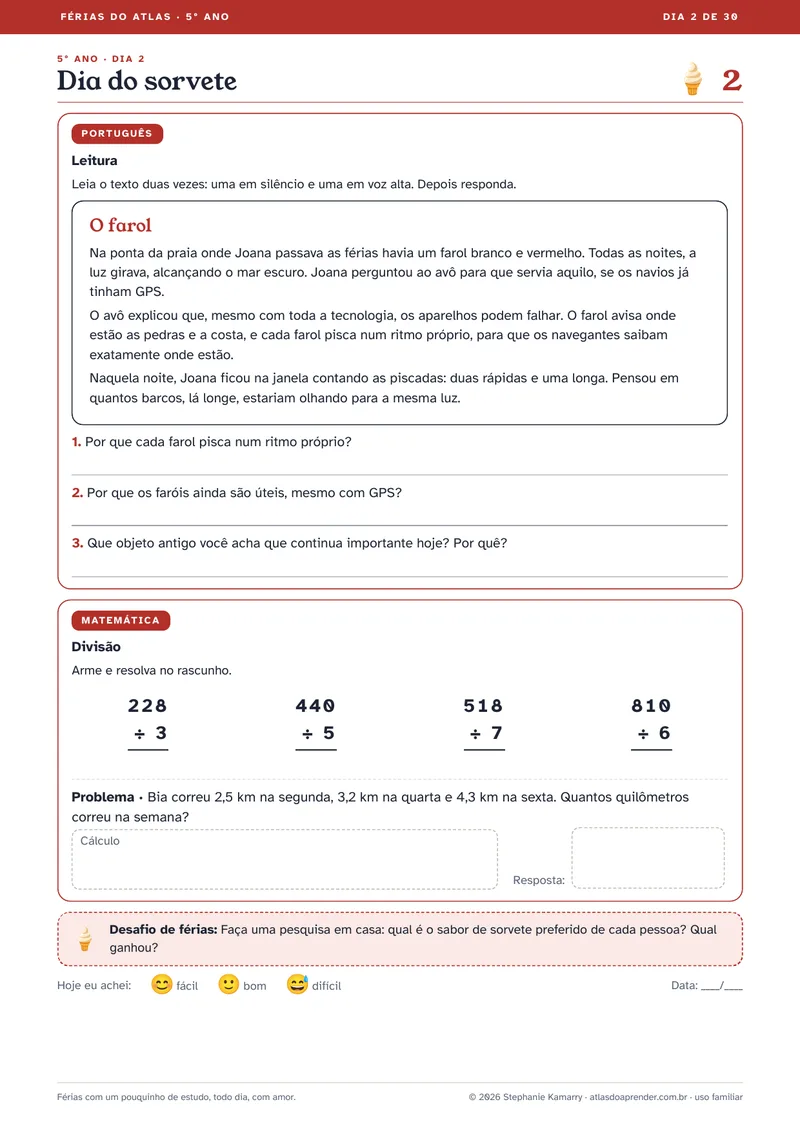 FÉRIAS DO ATLAS · 5º ANO
DIA 2 DE 30
5º ANO · DIA 2
Dia do sorvete
2
PORTUGUÊS
Leitura
Leia o texto duas vezes: uma em silêncio e uma em voz alta. Depois responda.
O farol
Na ponta da praia onde Joana passava as férias havia um farol branco e vermelho. Todas as noites, a
luz girava, alcançando o mar escuro. Joana perguntou ao avô para que servia aquilo, se os navios já
tinham GPS.
O avô explicou que, mesmo com toda a tecnologia, os aparelhos podem falhar. O farol avisa onde
estão as pedras e a costa, e cada farol pisca num ritmo próprio, para que os navegantes saibam
exatamente onde estão.
Naquela noite, Joana ficou na janela contando as piscadas: duas rápidas e uma longa. Pensou em
quantos barcos, lá longe, estariam olhando para a mesma luz.
1. Por que cada farol pisca num ritmo próprio?
2. Por que os faróis ainda são úteis, mesmo com GPS?
3. Que objeto antigo você acha que continua importante hoje? Por quê?
MATEMÁTICA
Divisão
Arme e resolva no rascunho.
228 440 518 810
÷ 3 ÷ 5 ÷ 7 ÷ 6
Problema · Bia correu 2,5 km na segunda, 3,2 km na quarta e 4,3 km na sexta. Quantos quilômetros
correu na semana?
Cálculo
Resposta:
Desafio de férias: Faça uma pesquisa em casa: qual é o sabor de sorvete preferido de cada pessoa? Qual
ganhou?
Hoje eu achei: fácil bom difícil Data: ___/___
Férias com um pouquinho de estudo, todo dia, com amor.
© 2026 Stephanie Kamarry · atlasdoaprender.com.br · uso familiar